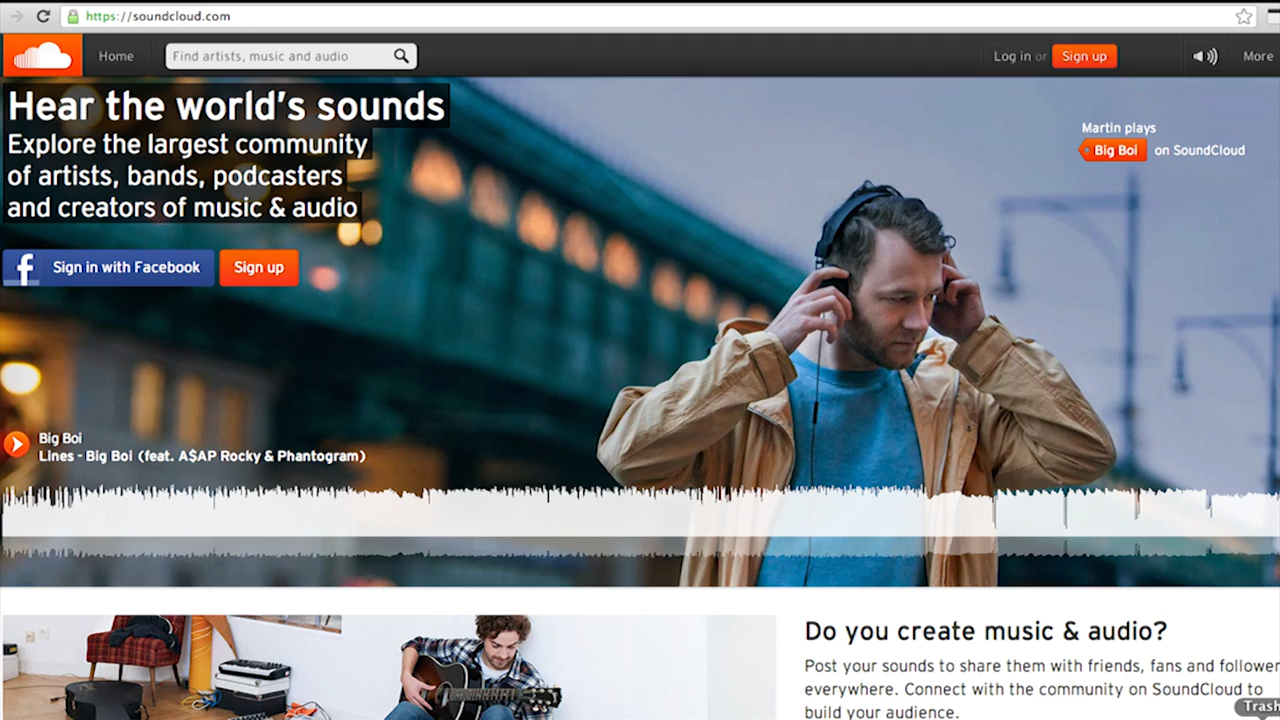 https://soundcloud.com
Home
Find artists, music and audio
Log in or Sign up
More
Hear the world's sounds
Explore the largest community
of artists, bands, podcasters
and creators of music & audio
Martin plays
Big Boi on SoundCloud
f Sign in with Facebook
Sign up
Big Boi
Lines - Big Boi (feat. A$AP Rocky & Phantogram)
Do you create music & audio?
Post your sounds to share them with friends, fans and follower
everywhere. Connect with the community on SoundCloud to
build your audience.
Trash